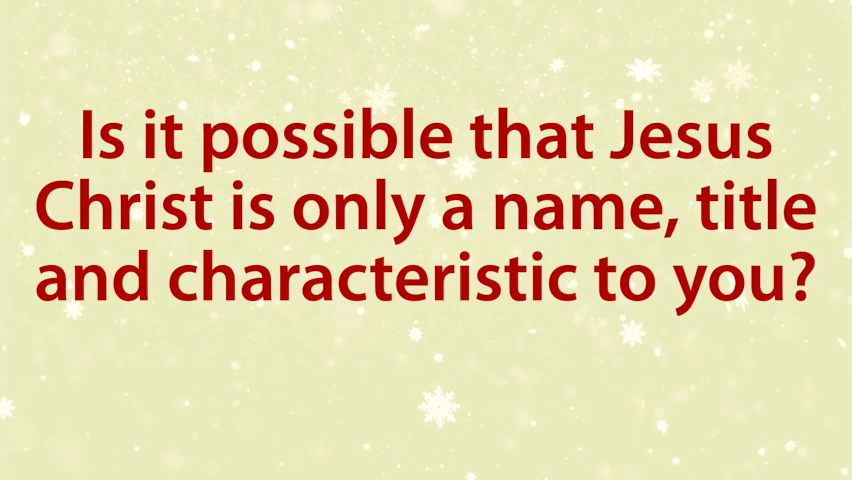 Is it possible that Jesus
Christ is only a name, title
and characteristic to you?